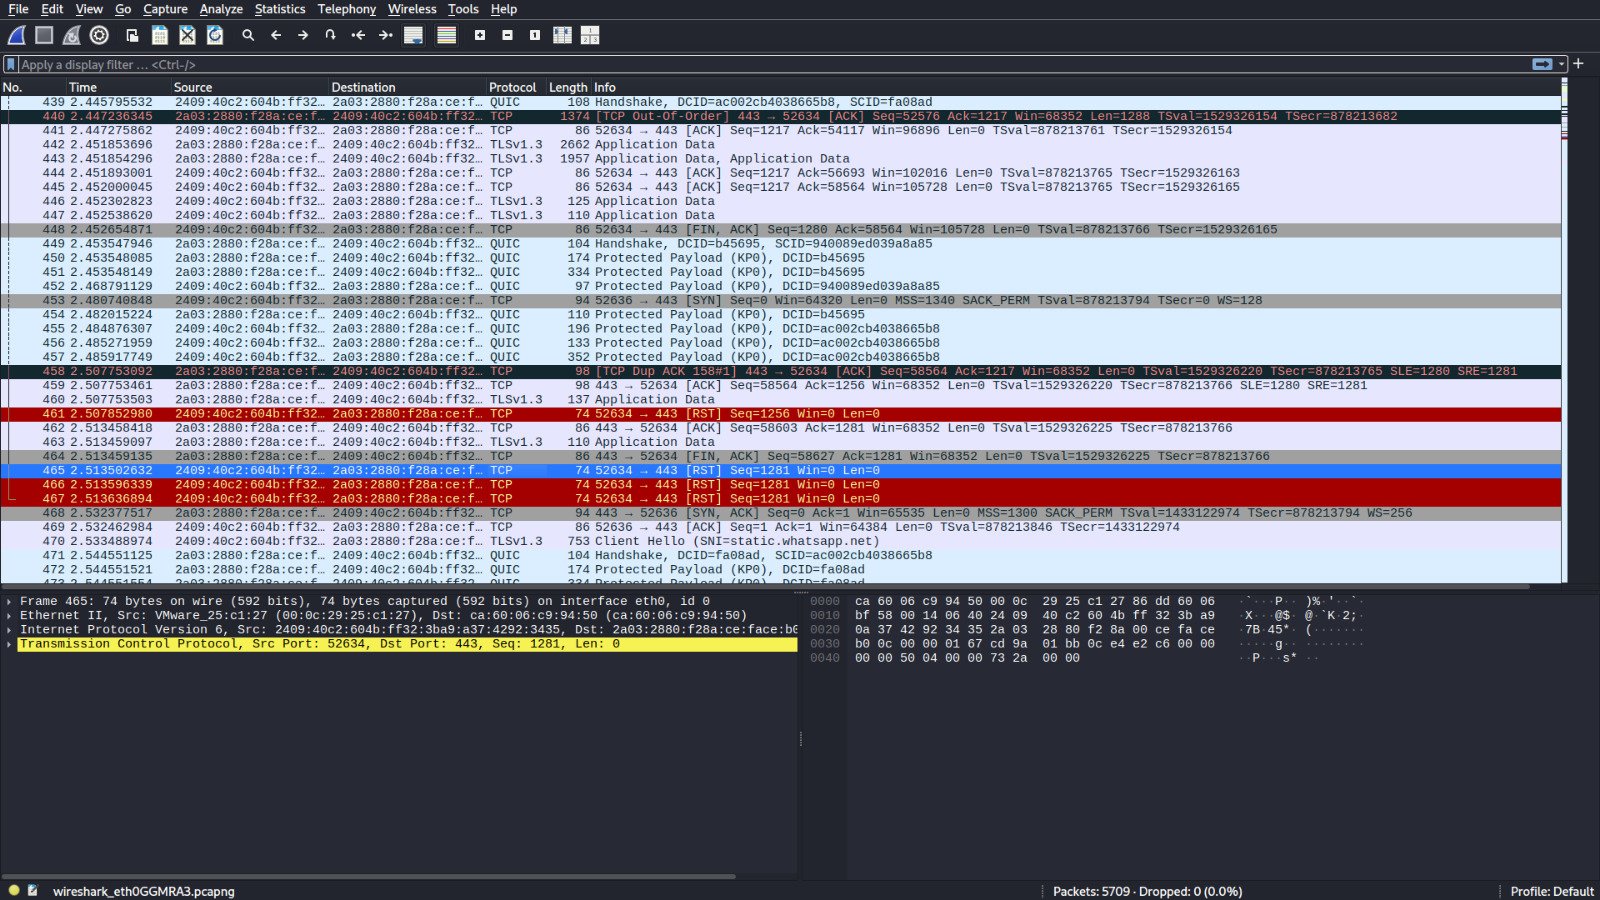 File Edit View Go Capture Analyze Statistics Telephony Wireless Tools Help
Apply a display filter ... <Ctrl-/>
No. Time Source Destination Protocol Length Info
439 2.445795532 2409:40c2:604b:ff32… 2a03:2880:f28a:ce:f… QUIC 108 Handshake, DCID=ac002cb4038665b8, SCID=fa08ad
440 2.447236345 2a03:2880:f28a:ce:f… 2409:40c2:604b:ff32… TCP 1374 [TCP Out-Of-Order] 443 → 52634 [ACK] Seq=52576 Ack=1217 Win=68352 Len=1288 TSval=1529326154 TSecr=878213682
441 2.447275862 2409:40c2:604b:ff32… 2a03:2880:f28a:ce:f… TCP 86 52634 → 443 [ACK] Seq=1217 Ack=54117 Win=96896 Len=0 TSval=878213761 TSecr=1529326154
442 2.451853696 2a03:2880:f28a:ce:f… 2409:40c2:604b:ff32… TLSv1.3 2662 Application Data
443 2.451854296 2a03:2880:f28a:ce:f… 2409:40c2:604b:ff32… TLSv1.3 1957 Application Data, Application Data
444 2.451893001 2409:40c2:604b:ff32… 2a03:2880:f28a:ce:f… TCP 86 52634 → 443 [ACK] Seq=1217 Ack=56693 Win=102016 Len=0 TSval=878213765 TSecr=1529326163
445 2.452000045 2409:40c2:604b:ff32… 2a03:2880:f28a:ce:f… TCP 86 52634 → 443 [ACK] Seq=1217 Ack=58564 Win=105728 Len=0 TSval=878213765 TSecr=1529326165
446 2.452302823 2409:40c2:604b:ff32… 2a03:2880:f28a:ce:f… TLSv1.3 125 Application Data
447 2.452538620 2409:40c2:604b:ff32… 2a03:2880:f28a:ce:f… TLSv1.3 110 Application Data
448 2.452654871 2409:40c2:604b:ff32… 2a03:2880:f28a:ce:f… TCP 86 52634 → 443 [FIN, ACK] Seq=1280 Ack=58564 Win=105728 Len=0 TSval=878213766 TSecr=1529326165
449 2.453547946 2a03:2880:f28a:ce:f… 2409:40c2:604b:ff32… QUIC 104 Handshake, DCID=b45695, SCID=940089ed039a8a85
450 2.453548085 2a03:2880:f28a:ce:f… 2409:40c2:604b:ff32… QUIC 174 Protected Payload (KP0), DCID=b45695
451 2.453548149 2a03:2880:f28a:ce:f… 2409:40c2:604b:ff32… QUIC 334 Protected Payload (KP0), DCID=b45695
452 2.468791129 2409:40c2:604b:ff32… 2a03:2880:f28a:ce:f… QUIC 97 Protected Payload (KP0), DCID=940089ed039a8a85
453 2.480740848 2409:40c2:604b:ff32… 2a03:2880:f28a:ce:f… TCP 94 52636 → 443 [SYN] Seq=0 Win=64320 Len=0 MSS=1340 SACK_PERM TSval=878213794 TSecr=0 WS=128
454 2.482015224 2a03:2880:f28a:ce:f… 2409:40c2:604b:ff32… QUIC 110 Protected Payload (KP0), DCID=b45695
455 2.484876307 2409:40c2:604b:ff32… 2a03:2880:f28a:ce:f… QUIC 196 Protected Payload (KP0), DCID=ac002cb4038665b8
456 2.485271959 2409:40c2:604b:ff32… 2a03:2880:f28a:ce:f… QUIC 133 Protected Payload (KP0), DCID=ac002cb4038665b8
457 2.485917749 2409:40c2:604b:ff32… 2a03:2880:f28a:ce:f… QUIC 352 Protected Payload (KP0), DCID=ac002cb4038665b8
458 2.507753092 2a03:2880:f28a:ce:f… 2409:40c2:604b:ff32… TCP 98 [TCP Dup ACK 158#1] 443 → 52634 [ACK] Seq=58564 Ack=1217 Win=68352 Len=0 TSval=1529326220 TSecr=878213765 SLE=1280 SRE=1281
459 2.507753461 2a03:2880:f28a:ce:f… 2409:40c2:604b:ff32… TCP 98 443 → 52634 [ACK] Seq=58564 Ack=1256 Win=68352 Len=0 TSval=1529326220 TSecr=878213766 SLE=1280 SRE=1281
460 2.507753503 2a03:2880:f28a:ce:f… 2409:40c2:604b:ff32… TLSv1.3 137 Application Data
461 2.507852980 2409:40c2:604b:ff32… 2a03:2880:f28a:ce:f… TCP 74 52634 → 443 [RST] Seq=1256 Win=0 Len=0
462 2.513458418 2a03:2880:f28a:ce:f… 2409:40c2:604b:ff32… TCP 86 443 → 52634 [ACK] Seq=58603 Ack=1281 Win=68352 Len=0 TSval=1529326225 TSecr=878213766
463 2.513459097 2a03:2880:f28a:ce:f… 2409:40c2:604b:ff32… TLSv1.3 110 Application Data
464 2.513459135 2a03:2880:f28a:ce:f… 2409:40c2:604b:ff32… TCP 86 443 → 52634 [FIN, ACK] Seq=58627 Ack=1281 Win=68352 Len=0 TSval=1529326225 TSecr=878213766
465 2.513502632 2409:40c2:604b:ff32… 2a03:2880:f28a:ce:f… TCP 74 52634 → 443 [RST] Seq=1281 Win=0 Len=0
466 2.513596339 2409:40c2:604b:ff32… 2a03:2880:f28a:ce:f… TCP 74 52634 → 443 [RST] Seq=1281 Win=0 Len=0
467 2.513636894 2409:40c2:604b:ff32… 2a03:2880:f28a:ce:f… TCP 74 52634 → 443 [RST] Seq=1281 Win=0 Len=0
468 2.532377517 2a03:2880:f28a:ce:f… 2409:40c2:604b:ff32… TCP 94 443 → 52636 [SYN, ACK] Seq=0 Ack=1 Win=65535 Len=0 MSS=1300 SACK_PERM TSval=1433122974 TSecr=878213794 WS=256
469 2.532462984 2409:40c2:604b:ff32… 2a03:2880:f28a:ce:f… TCP 86 52636 → 443 [ACK] Seq=1 Ack=1 Win=64384 Len=0 TSval=878213846 TSecr=1433122974
470 2.533488974 2409:40c2:604b:ff32… 2a03:2880:f28a:ce:f… TLSv1.3 753 Client Hello (SNI=static.whatsapp.net)
471 2.544551125 2a03:2880:f28a:ce:f… 2409:40c2:604b:ff32… QUIC 104 Handshake, DCID=fa08ad, SCID=ac002cb4038665b8
472 2.544551521 2a03:2880:f28a:ce:f… 2409:40c2:604b:ff32… QUIC 174 Protected Payload (KP0), DCID=fa08ad
473 2.544551554 2a03:2880:f28a:ce:f… 2409:40c2:604b:ff32… QUIC 334 Protected Payload (KP0), DCID=fa08ad
Frame 465: 74 bytes on wire (592 bits), 74 bytes captured (592 bits) on interface eth0, id 0
Ethernet II, Src: VMware_25:c1:27 (00:0c:29:25:c1:27), Dst: ca:60:06:c9:94:50 (ca:60:06:c9:94:50)
Internet Protocol Version 6, Src: 2409:40c2:604b:ff32:3ba9:a37:4292:3435, Dst: 2a03:2880:f28a:ce:face:b0
Transmission Control Protocol, Src Port: 52634, Dst Port: 443, Seq: 1281, Len: 0
0000 ca 60 06 c9 94 50 00 0c 29 25 c1 27 86 dd 60 06 ·`···P·· )%·'··`·
0010 bf 58 00 14 06 40 24 09 40 c2 60 4b ff 32 3b a9 ·X···@$· @·`K·2;·
0020 0a 37 42 92 34 35 2a 03 28 80 f2 8a 00 ce fa ce ·7B·45*· (·······
0030 b0 0c 00 00 01 67 cd 9a 01 bb 0c e4 e2 c6 00 00 ·····g·· ········
0040 00 00 50 04 00 00 73 2a 00 00 ··P···s* ··
wireshark_eth0GGMRA3.pcapng
Packets: 5709 · Dropped: 0 (0.0%)
Profile: Default